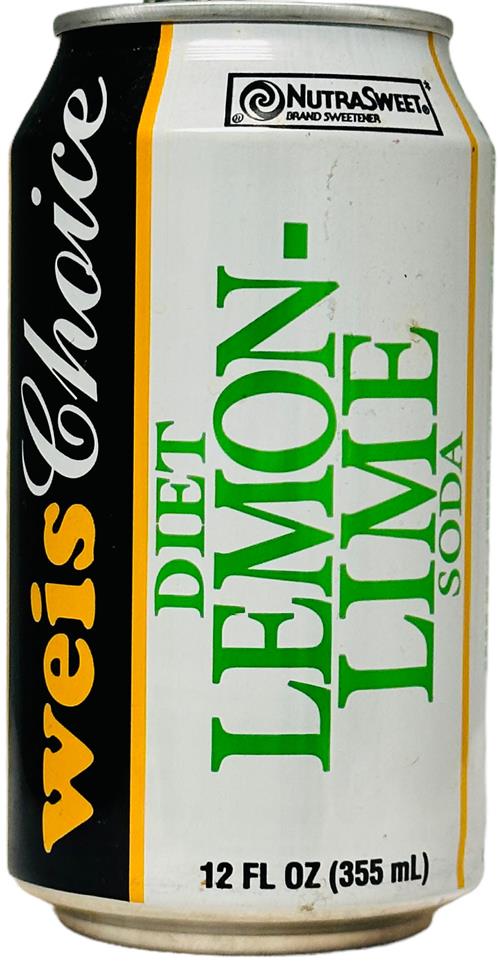 NUTRASWEET®
® BRAND SWEETENER
weis Choice
DIET
LEMON-
LIME
SODA
12 FL OZ (355 mL)